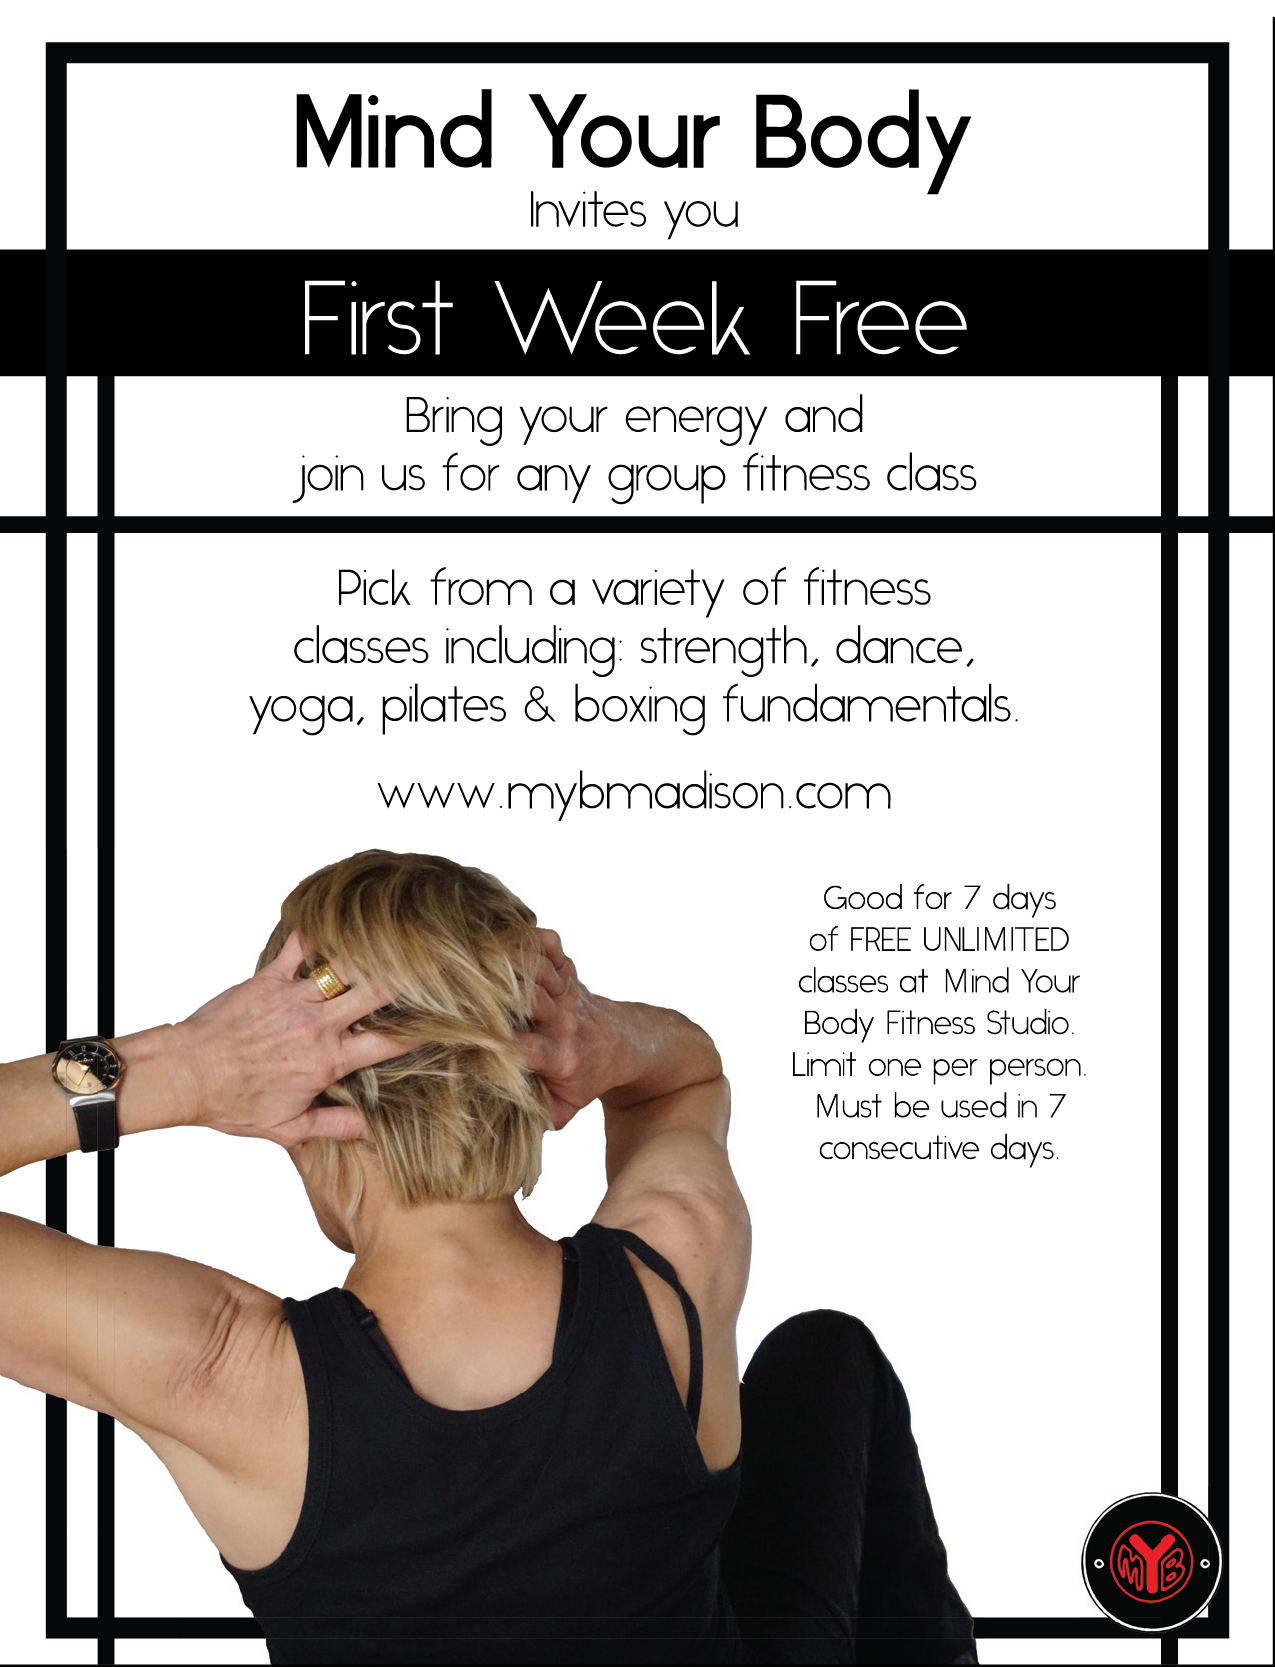 Mind Your Body
Invites you
First Week Free
Bring your energy and
join us for any group fitness class
Pick from a variety of fitness
classes including: strength, dance,
yoga, pilates & boxing fundamentals.
www.mybmadison.com
Good for 7 days
of FREE UNLIMITED
classes at Mind Your
Body Fitness Studio.
Limit one per person.
Must be used in 7
consecutive days.
MYB